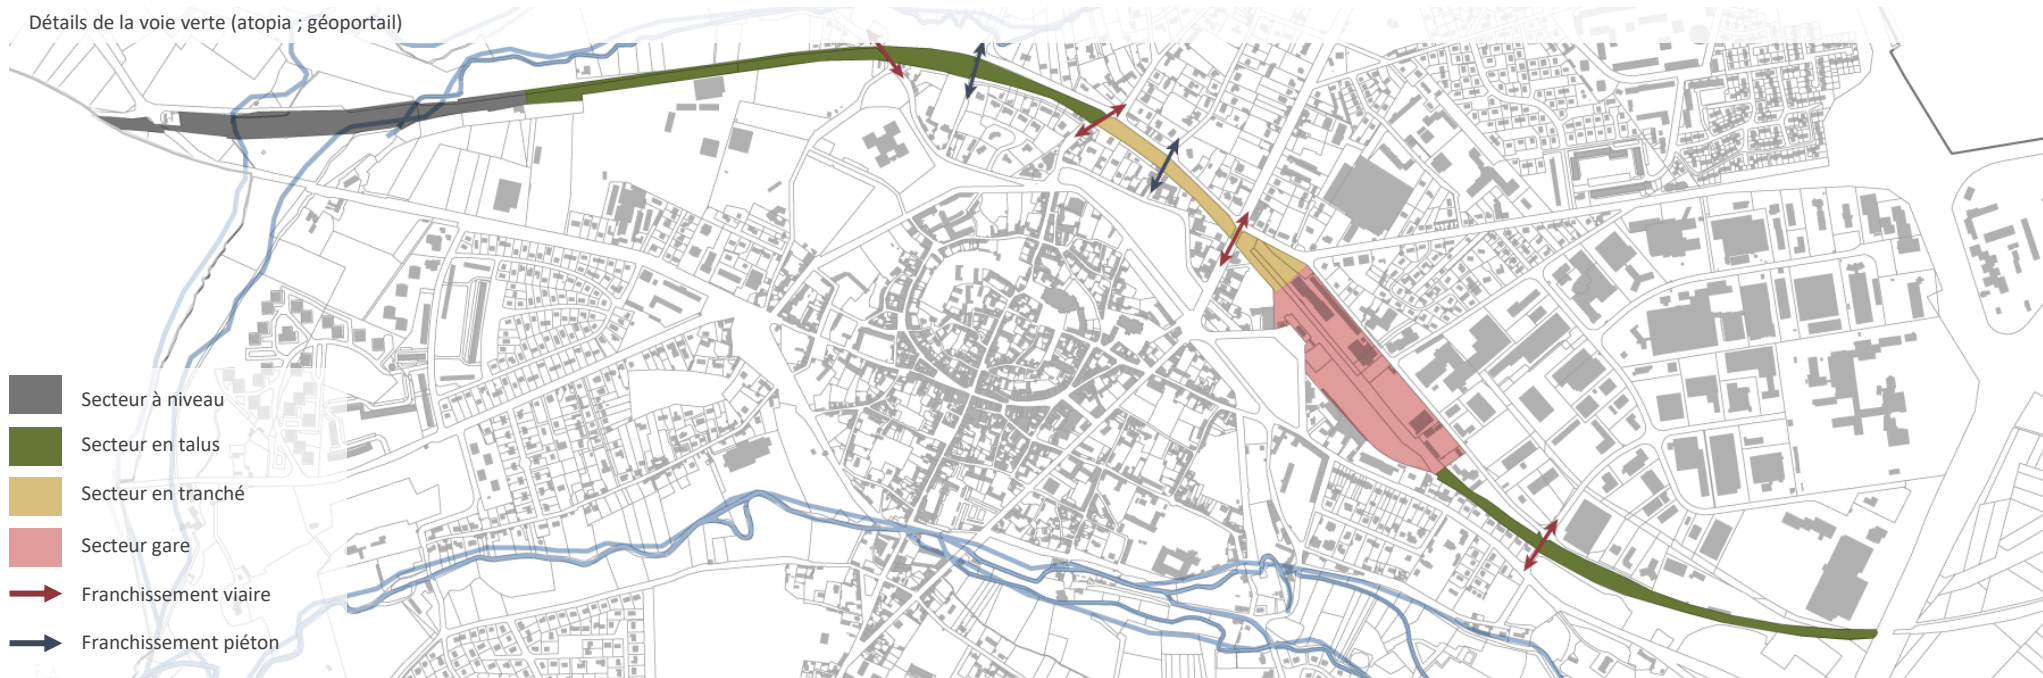 Détails de la voie verte (atopia ; géoportail)
Secteur à niveau
Secteur en talus
Secteur en tranché
Secteur gare
Franchissement viaire
Franchissement piéton